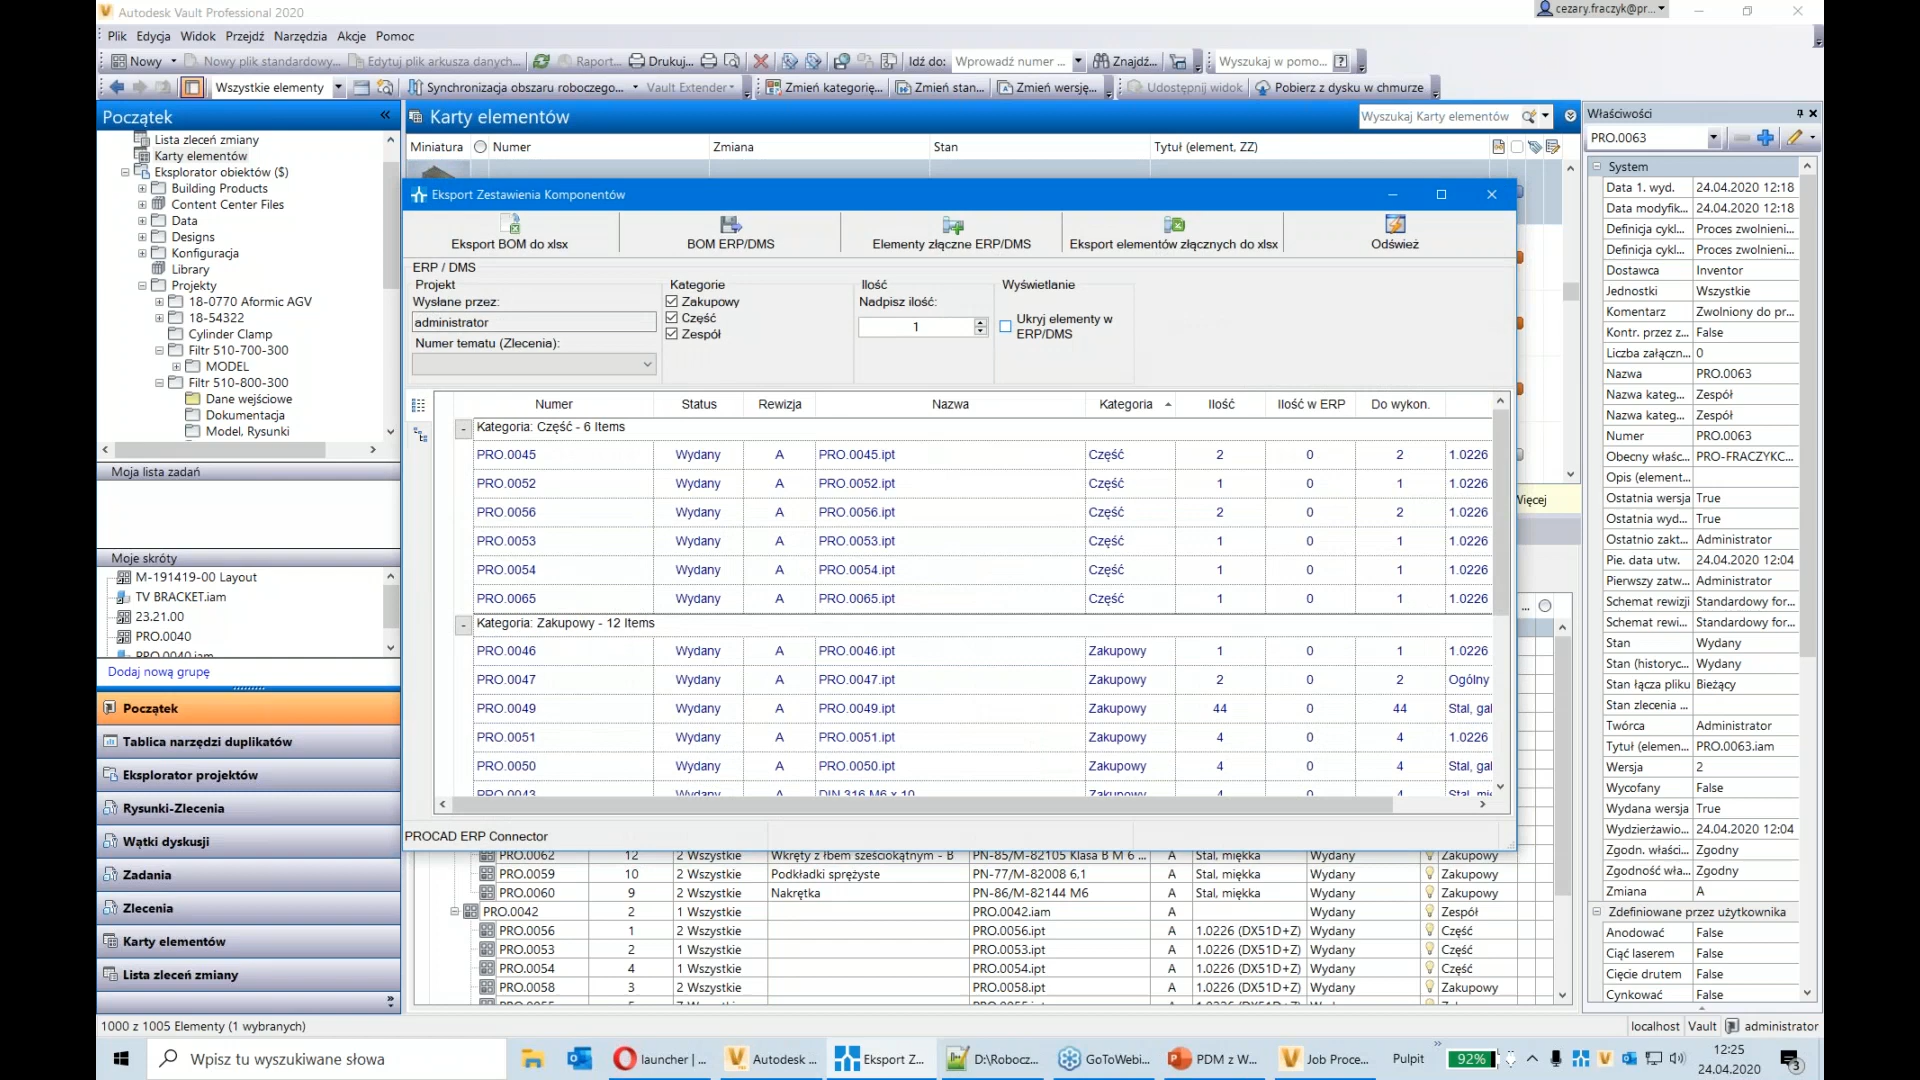 Autodesk Vault Professional 2020
cezary.fraczyk@pr...
Plik Edycja Widok Przejdź Narzędzia Akcje Pomoc
Nowy Nowy plik standardowy... Edytuj plik arkusza danych... Raport... Drukuj... Idź do: Wprowadź numer ... Znajdź... Wyszukaj w pomo...
Wszystkie elementy Synchronizacja obszaru roboczego... Vault Extender Zmień kategorię... Zmień stan... Zmień wersję... Udostępnij widok Pobierz z dysku w chmurze
Początek
Lista zleceń zmiany
Karty elementów
Eksplorator obiektów ($)
Building Products
Content Center Files
Data
Designs
Konfiguracja
Library
Projekty
18-0770 Aformic AGV
18-54322
Cylinder Clamp
Filtr 510-700-300
MODEL
Filtr 510-800-300
Dane wejściowe
Dokumentacja
Model, Rysunki
Moja lista zadań
Moje skróty
M-191419-00 Layout
TV BRACKET.iam
23.21.00
PRO.0040
PRO.0040.iam
Dodaj nową grupę
Początek
Tablica narzędzi duplikatów
Eksplorator projektów
Rysunki-Zlecenia
Wątki dyskusji
Zadania
Zlecenia
Karty elementów
Lista zleceń zmiany
Karty elementów
Wyszukaj Karty elementów
Miniatura Numer Zmiana Stan Tytuł (element, ZZ)
Eksport Zestawienia Komponentów
Eksport BOM do xlsx BOM ERP/DMS Elementy złączne ERP/DMS Eksport elementów złącznych do xlsx Odśwież
ERP / DMS
Projekt
Wysłane przez:
administrator
Numer tematu (Zlecenia):
Kategorie
Zakupowy
Część
Zespół
Ilość
Nadpisz ilość:
1
Wyświetlanie
Ukryj elementy w
ERP/DMS
Numer Status Rewizja Nazwa Kategoria Ilość Ilość w ERP Do wykon.
Kategoria: Część - 6 Items
PRO.0045 Wydany A PRO.0045.ipt Część 2 0 2 1.0226
PRO.0052 Wydany A PRO.0052.ipt Część 1 0 1 1.0226
PRO.0056 Wydany A PRO.0056.ipt Część 2 0 2 1.0226
PRO.0053 Wydany A PRO.0053.ipt Część 1 0 1 1.0226
PRO.0054 Wydany A PRO.0054.ipt Część 1 0 1 1.0226
PRO.0065 Wydany A PRO.0065.ipt Część 1 0 1 1.0226
Kategoria: Zakupowy - 12 Items
PRO.0046 Wydany A PRO.0046.ipt Zakupowy 1 0 1 1.0226
PRO.0047 Wydany A PRO.0047.ipt Zakupowy 2 0 2 Ogólny
PRO.0049 Wydany A PRO.0049.ipt Zakupowy 44 0 44 Stal, gal
PRO.0051 Wydany A PRO.0051.ipt Zakupowy 4 0 4 1.0226
PRO.0050 Wydany A PRO.0050.ipt Zakupowy 4 0 4 Stal, gal
PRO.0043 Wydany A DIN 316 M6 x 10 Zakupowy 4 0 4
PROCAD ERP Connector
Więcej
PRO.0062 12 2 Wszystkie Wkręty z łbem sześciokątnym - B PN-85/M-82105 Klasa B M 6 ... A Stal, miękka Wydany Zakupowy
PRO.0059 10 2 Wszystkie Podkładki sprężyste PN-77/M-82008 6,1 A Stal, miękka Wydany Zakupowy
PRO.0060 9 2 Wszystkie Nakrętka PN-86/M-82144 M6 A Stal, miękka Wydany Zakupowy
PRO.0042 2 1 Wszystkie PRO.0042.iam A Wydany Zespół
PRO.0056 1 2 Wszystkie PRO.0056.ipt A 1.0226 (DX51D+Z) Wydany Część
PRO.0053 2 1 Wszystkie PRO.0053.ipt A 1.0226 (DX51D+Z) Wydany Część
PRO.0054 4 1 Wszystkie PRO.0054.ipt A 1.0226 (DX51D+Z) Wydany Część
PRO.0058 3 2 Wszystkie PRO.0058.ipt A 1.0226 (DX51D+Z) Wydany Zakupowy
Właściwości
PRO.0063
System
Data 1. wyd. 24.04.2020 12:18
Data modyfik... 24.04.2020 12:18
Definicja cykl... Proces zwolnieni...
Definicja cykl... Proces zwolnieni...
Dostawca Inventor
Jednostki Wszystkie
Komentarz Zwolniony do pr...
Kontr. przez z... False
Liczba załączn... 0
Nazwa PRO.0063
Nazwa kateg... Zespół
Nazwa kateg... Zespół
Numer PRO.0063
Obecny właśc... PRO-FRACZYKC...
Opis (element...
Ostatnia wersja True
Ostatnia wyd... True
Ostatnio zakt... Administrator
Pie. data utw. 24.04.2020 12:04
Pierwszy zatw... Administrator
Schemat rewizji Standardowy for...
Schemat rewi... Standardowy for...
Stan Wydany
Stan (historyc... Wydany
Stan łącza pliku Bieżący
Stan zlecenia ...
Twórca Administrator
Tytuł (elemen... PRO.0063.iam
Wersja 2
Wycofany False
Wydana wersja True
Wydzierżawio... 24.04.2020 12:04
Zgodn. właści... Zgodny
Zgodność wła... Zgodny
Zmiana A
Zdefiniowane przez użytkownika
Anodować False
Ciąć laserem False
Cięcie drutem False
Cynkować False
1000 z 1005 Elementy (1 wybranych)
localhost Vault administrator
Wpisz tu wyszukiwane słowa
launcher |... Autodesk ... Eksport Z... D:\Robocz... GoToWebi... PDM z W... Job Proce... Pulpit 92% 12:25
24.04.2020
3